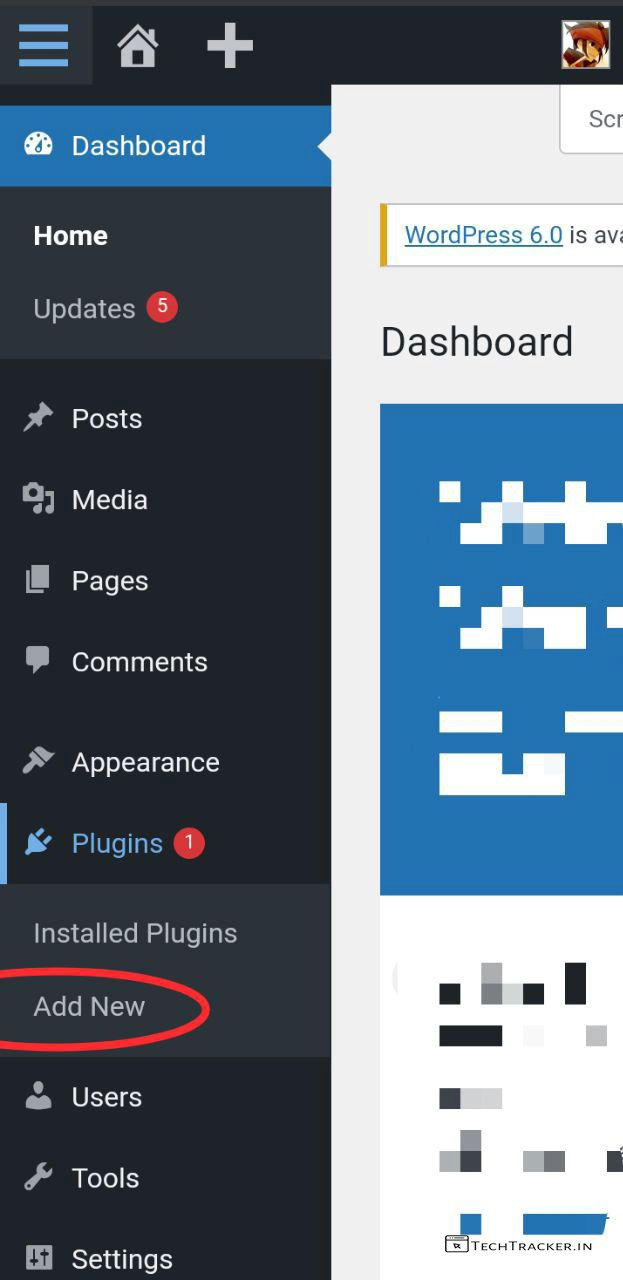 Dashboard
Home
Updates 5
Posts
Media
Pages
Comments
Appearance
Plugins 1
Installed Plugins
Add New
Users
Tools
Settings
Scr
WordPress 6.0 is ava
Dashboard
TECHTRACKER.IN